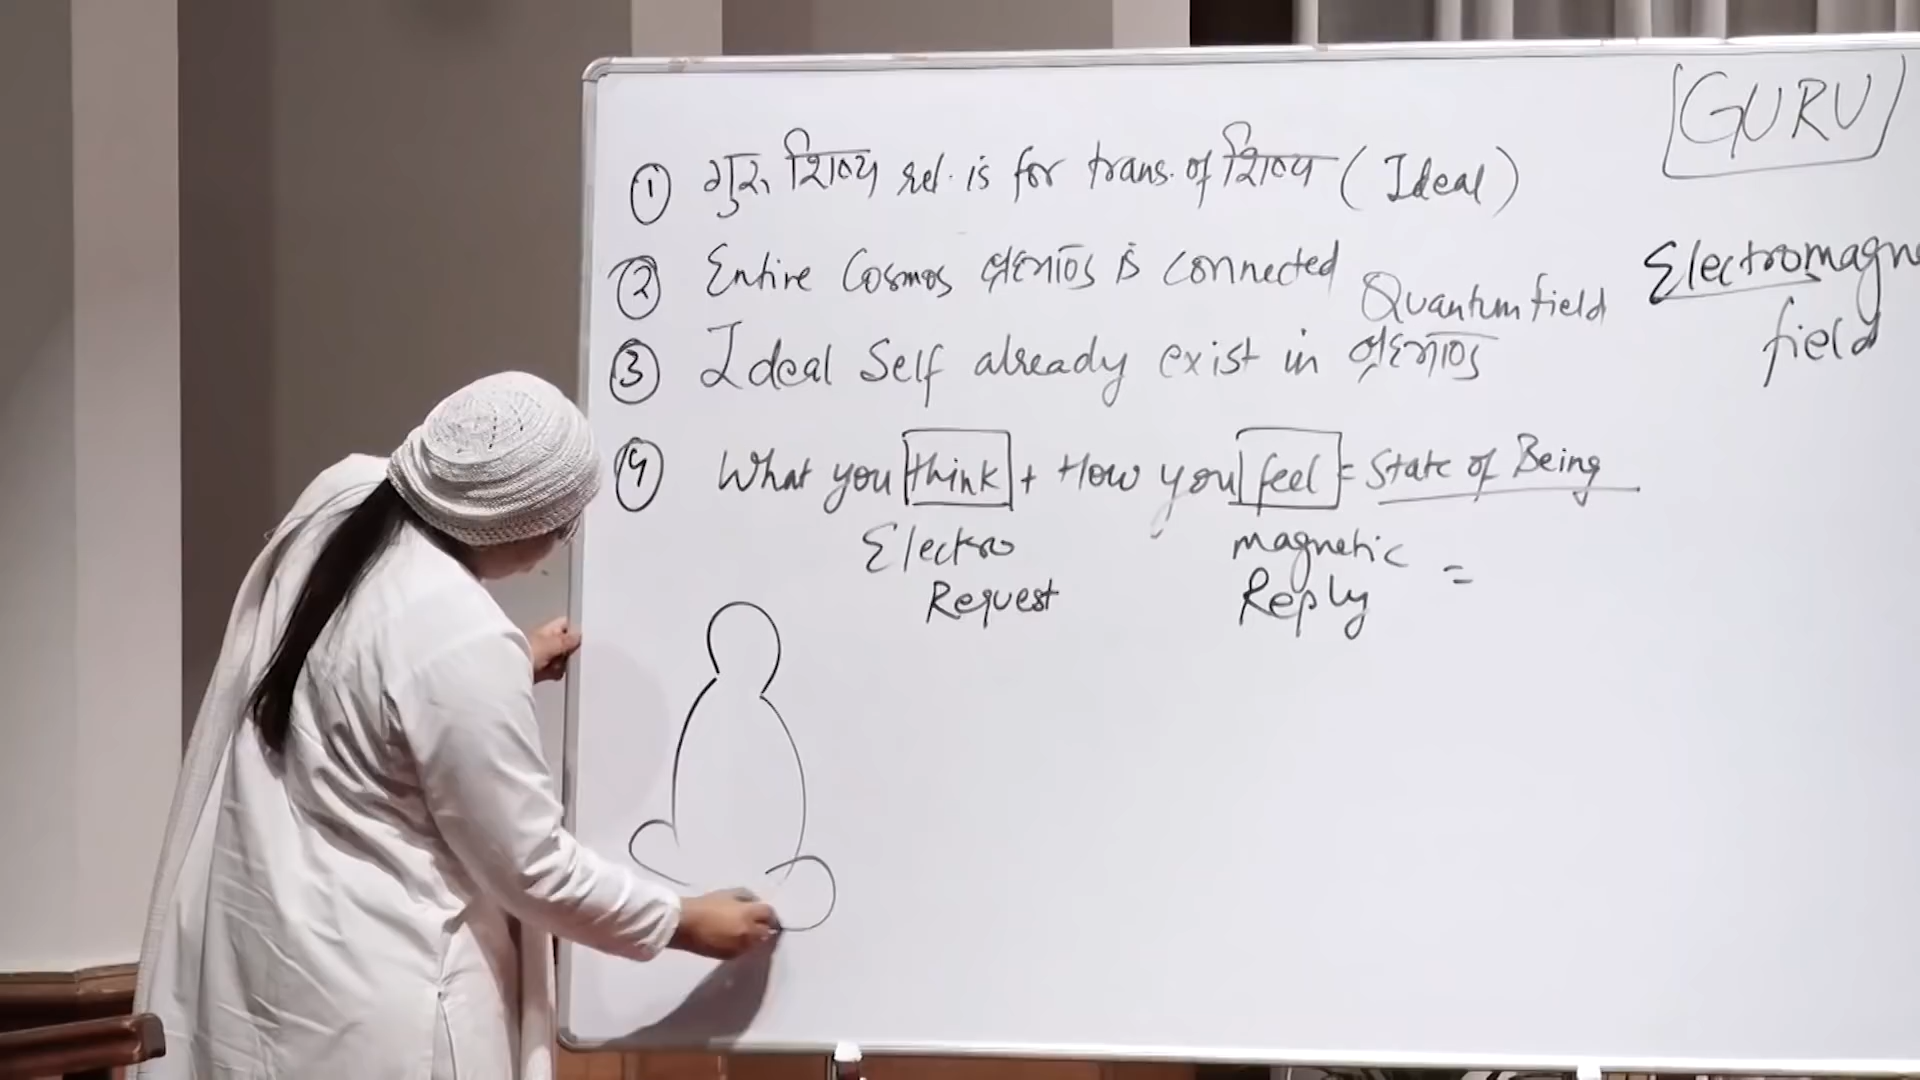 GURU
① गुरु शिष्य rel. is for trans. of शिष्य (Ideal)
② Entire Cosmos ब्रह्मांड is connected
Quantum field
Electromagne
field
③ Ideal Self already exist in ब्रह्मांड
④ What you think + How you feel = State of Being
Electro magnetic =
Request Reply